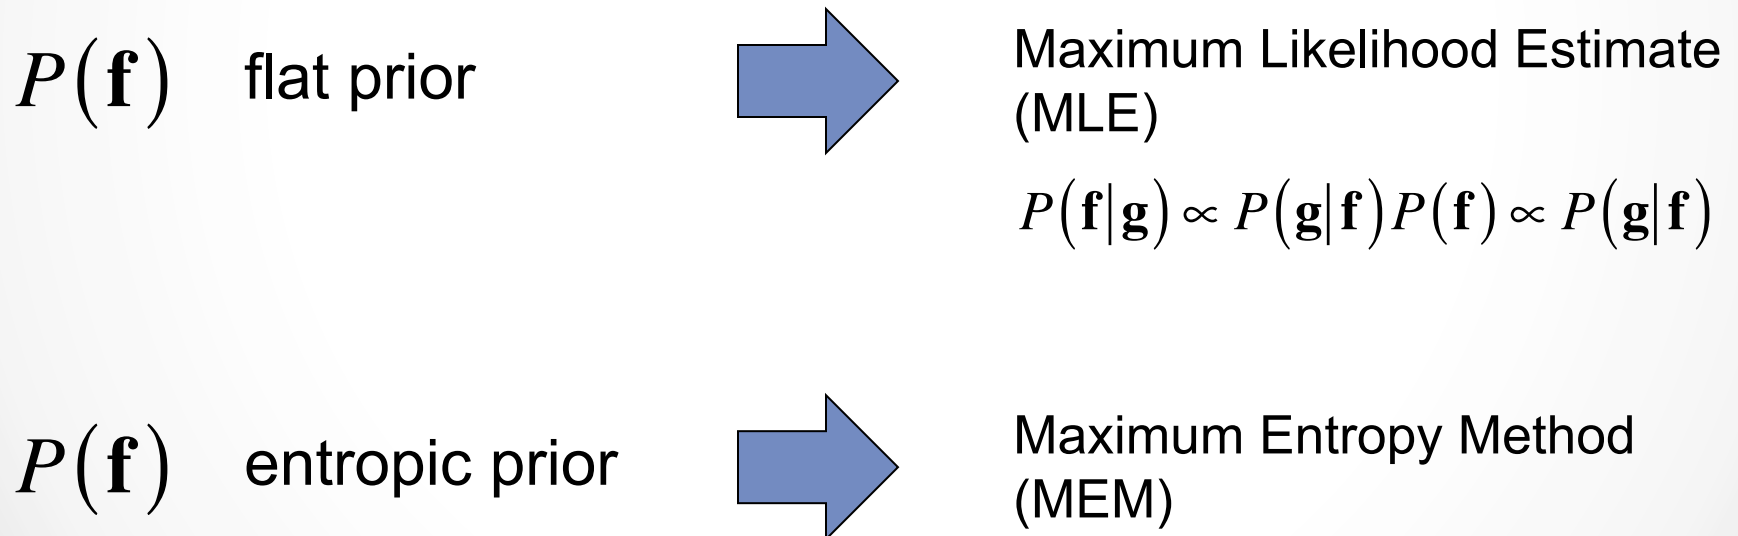 P(f) flat prior
Maximum Likelihood Estimate
(MLE)
P(f|g) ∝ P(g|f)P(f) ∝ P(g|f)
P(f) entropic prior
Maximum Entropy Method
(MEM)